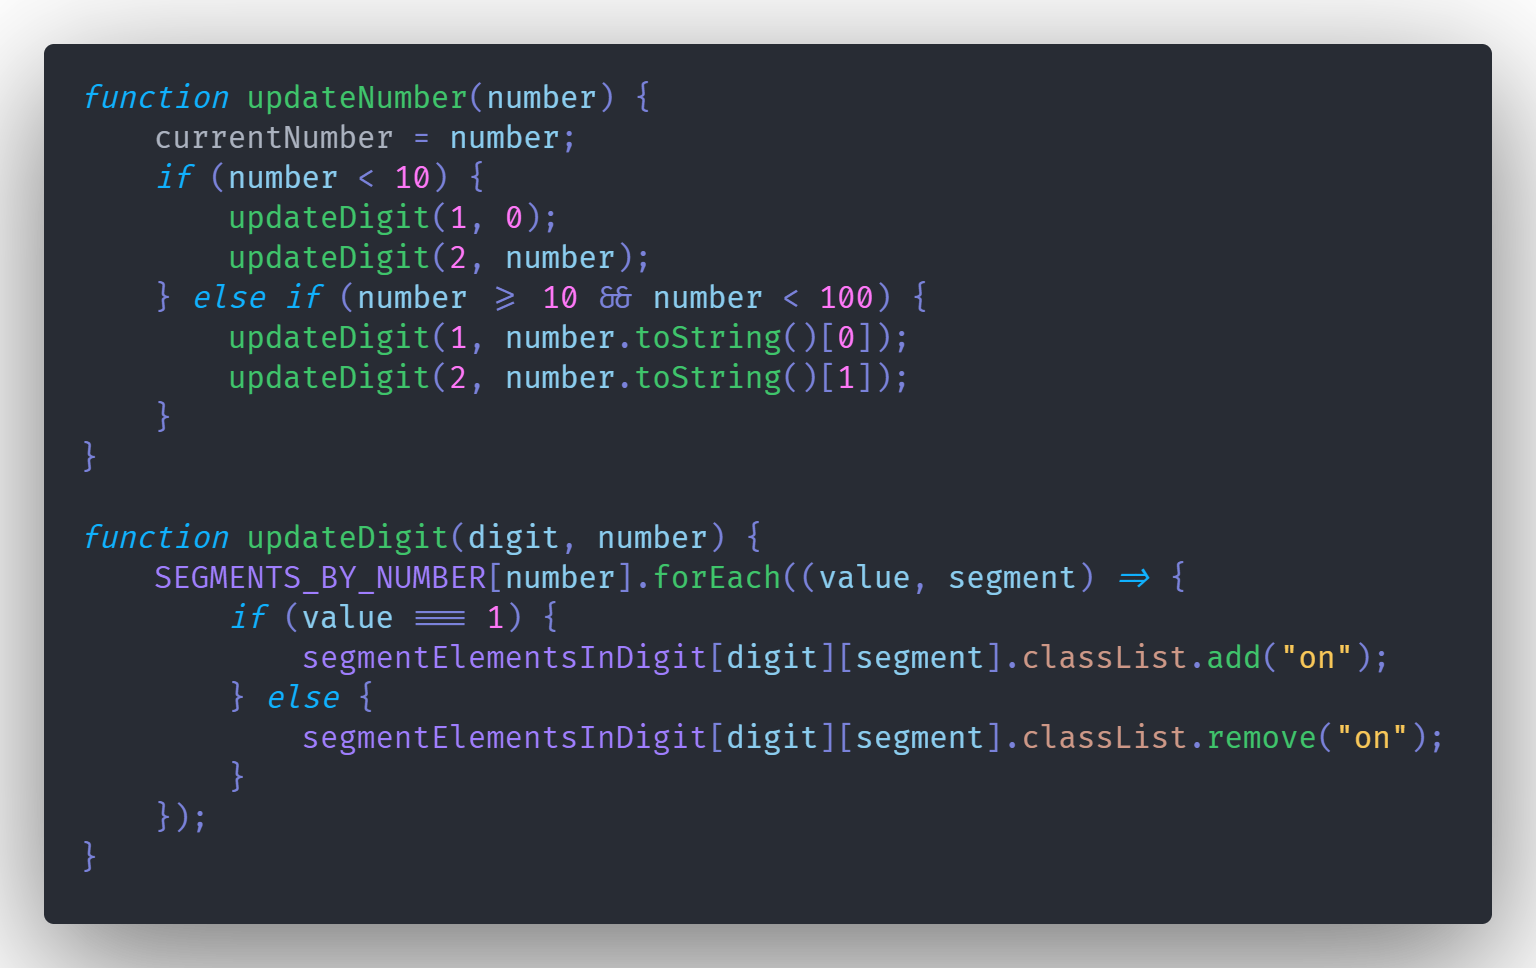 function updateNumber(number) {
    currentNumber = number;
    if (number < 10) {
        updateDigit(1, 0);
        updateDigit(2, number);
    } else if (number >= 10 && number < 100) {
        updateDigit(1, number.toString()[0]);
        updateDigit(2, number.toString()[1]);
    }
}

function updateDigit(digit, number) {
    SEGMENTS_BY_NUMBER[number].forEach((value, segment) => {
        if (value === 1) {
            segmentElementsInDigit[digit][segment].classList.add("on");
        } else {
            segmentElementsInDigit[digit][segment].classList.remove("on");
        }
    });
}